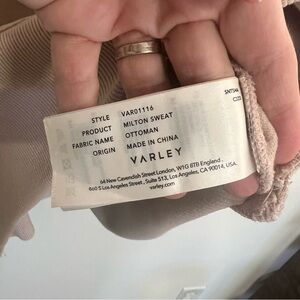 STYLE VAR01116
PRODUCT MILTON SWEAT
FABRIC NAME OTTOMAN
ORIGIN MADE IN CHINA
VARLEY
64 New Cavendish Street London, W1G 8TB England.
860 S Los Angeles Street, Suite 513, Los Angeles, CA 90014, USA.
varley.com